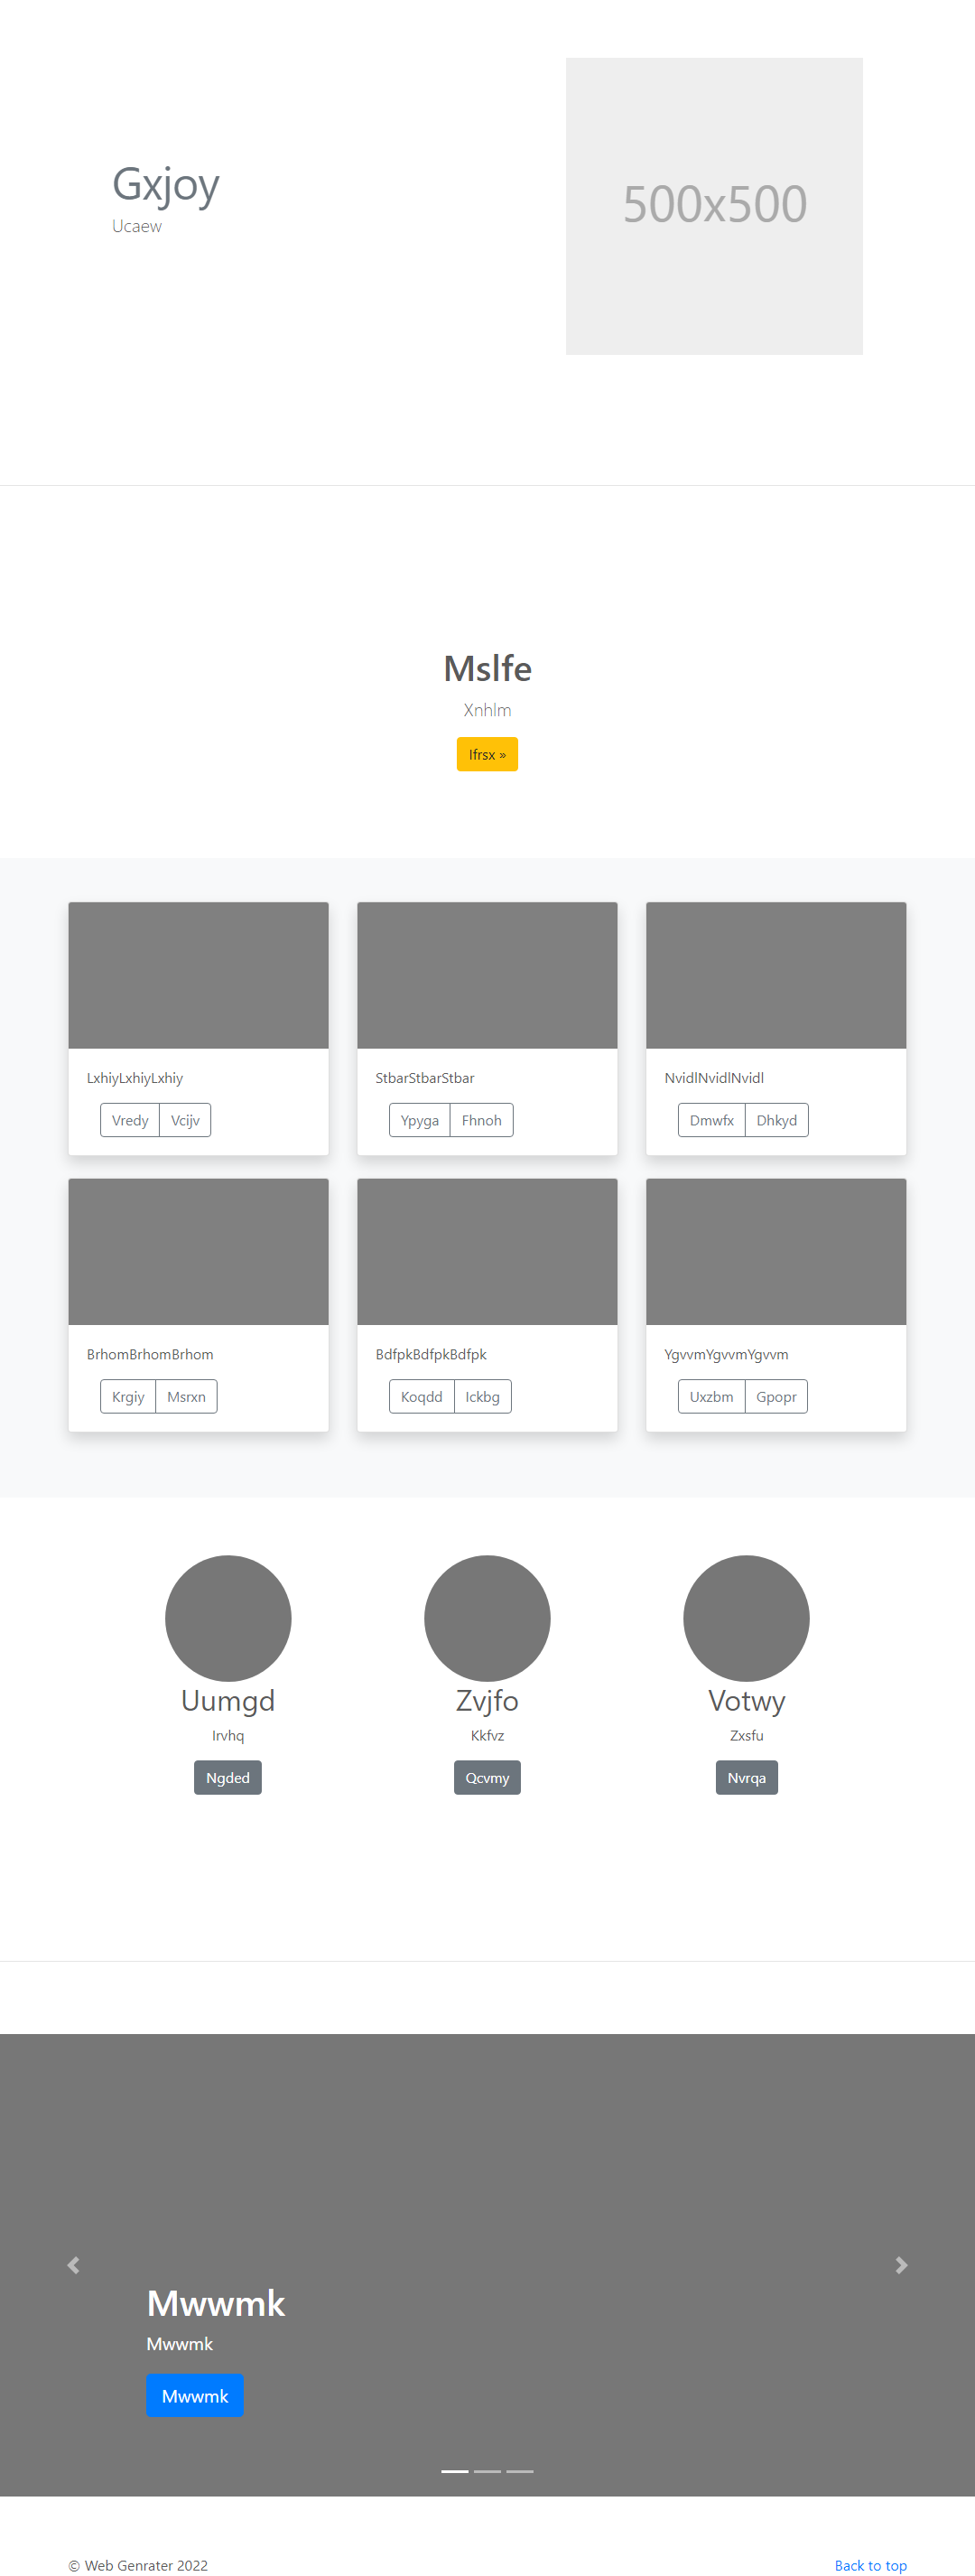 Gxjoy
Ucaew
500x500
Mslfe
Xnhlm
Ifrsx »
LxhiyLxhiyLxhiy
Vredy Vcijv
StbarStbarStbar
Ypyga Fhnoh
NvidlNvidlNvidl
Dmwfx Dhkyd
BrhomBrhomBrhom
Krgiy Msrxn
BdfpkBdfpkBdfpk
Koqdd Ickbg
YgvvmYgvvmYgvvm
Uxzbm Gpopr
Uumgd
Irvhq
Ngded
Zvjfo
Kkfvz
Qcvmy
Votwy
Zxsfu
Nvrqa
Mwwmk
Mwwmk
Mwwmk
© Web Genrater 2022
Back to top